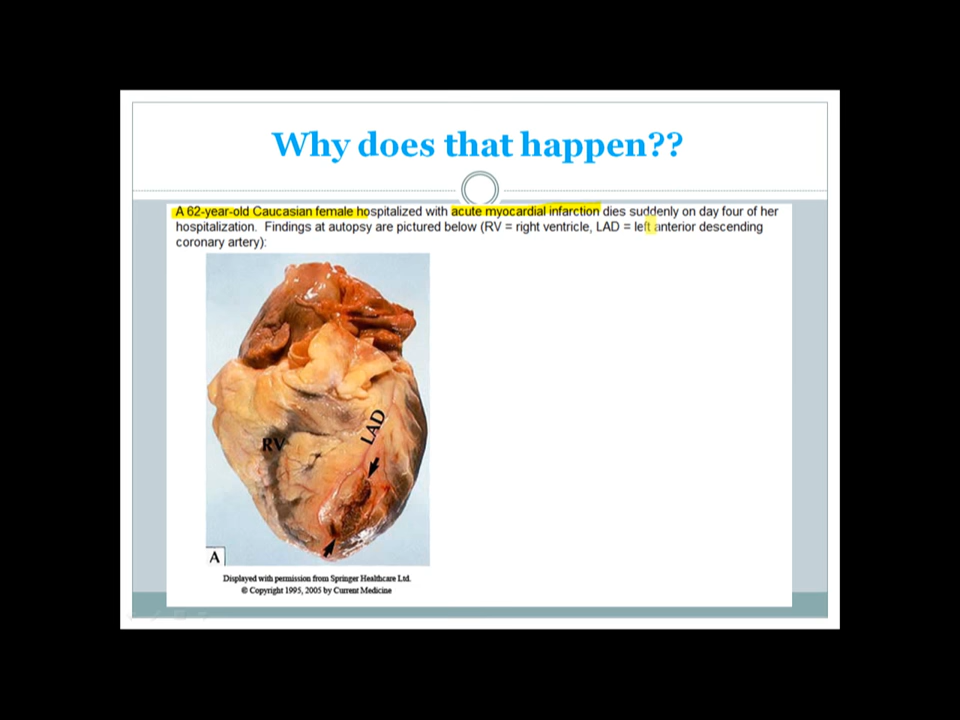 Why does that happen??
A 62-year-old Caucasian female hospitalized with acute myocardial infarction dies suddenly on day four of her
hospitalization.  Findings at autopsy are pictured below (RV = right ventricle, LAD = left anterior descending
coronary artery):
LAD
RV
A
Displayed with permission from Springer Healthcare Ltd.
© Copyright 1995, 2005 by Current Medicine